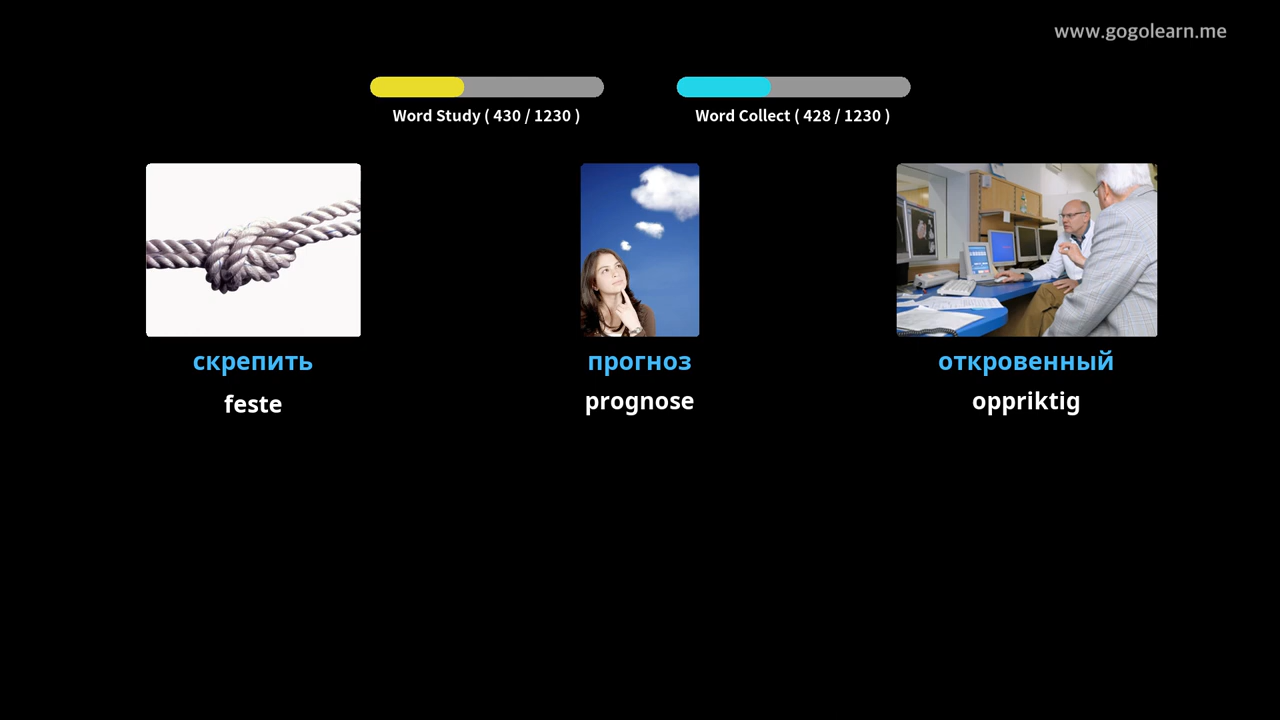 www.gogolearn.me
Word Study ( 430 / 1230 )
Word Collect ( 428 / 1230 )
скрепить
прогноз
откровенный
feste
prognose
oppriktig